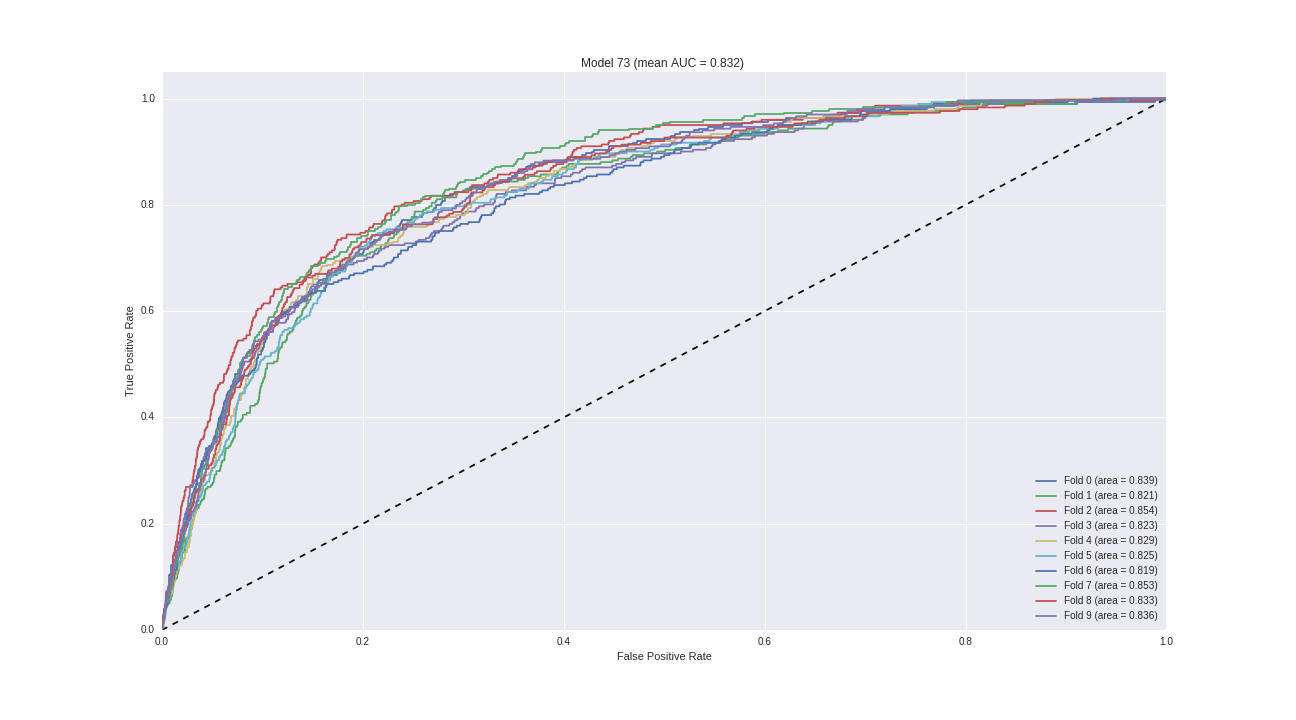 Model 73 (mean AUC = 0.832)
True Positive Rate
1.0
0.8
0.6
0.4
0.2
0.0
Fold 0 (area = 0.839)
Fold 1 (area = 0.821)
Fold 2 (area = 0.854)
Fold 3 (area = 0.823)
Fold 4 (area = 0.829)
Fold 5 (area = 0.825)
Fold 6 (area = 0.819)
Fold 7 (area = 0.853)
Fold 8 (area = 0.833)
Fold 9 (area = 0.836)
0.0 0.2 0.4 0.6 0.8 1.0
False Positive Rate